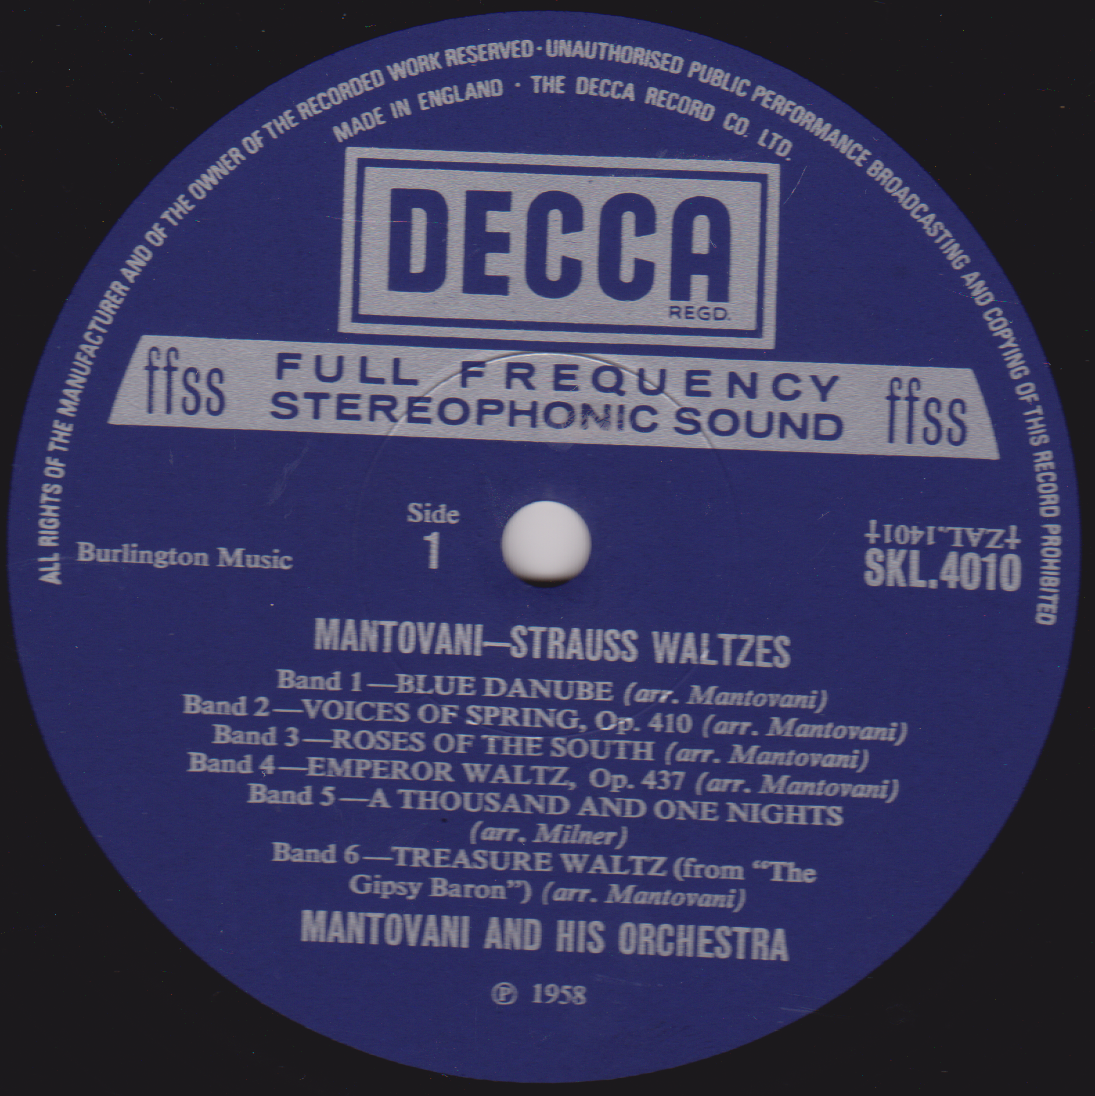 ALL RIGHTS OF THE MANUFACTURER AND OF THE OWNER OF THE RECORDED WORK RESERVED · UNAUTHORISED PUBLIC PERFORMANCE BROADCASTING AND COPYING OF THIS RECORD PROHIBITED
MADE IN ENGLAND · THE DECCA RECORD CO. LTD.
DECCA
REGD.
ffss FULL FREQUENCY ffss
STEREOPHONIC SOUND
Side
1
Burlington Music
‡ZAL.1401‡
SKL.4010
MANTOVANI—STRAUSS WALTZES
Band 1—BLUE DANUBE (arr. Mantovani)
Band 2—VOICES OF SPRING, Op. 410 (arr. Mantovani)
Band 3—ROSES OF THE SOUTH (arr. Mantovani)
Band 4—EMPEROR WALTZ, Op. 437 (arr. Mantovani)
Band 5—A THOUSAND AND ONE NIGHTS
(arr. Milner)
Band 6—TREASURE WALTZ (from “The
Gipsy Baron”) (arr. Mantovani)
MANTOVANI AND HIS ORCHESTRA
℗ 1958